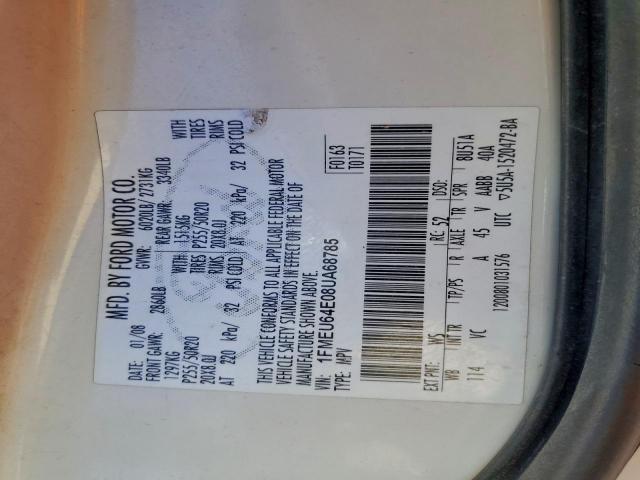 MFD. BY FORD MOTOR CO.
DATE: 01/08 GVWR: 6020LB/ 2731KG
FRONT GAWR: 2860LB REAR GAWR: 3340LB
1297KG WITH 1515KG WITH
P255/50R20 TIRES P255/50R20 TIRES
20X8.0J RIMS 20X8.0J RIMS
AT 220 kPa/ 32 PSI COLD AT 220 kPa/ 32 PSI/COLD
THIS VEHICLE CONFORMS TO ALL APPLICABLE FEDERAL MOTOR
VEHICLE SAFETY STANDARDS IN EFFECT ON THE DATE OF
MANUFACTURE SHOWN ABOVE.
VIN: 1FMEU64E08UA68785 F0163
TYPE: MPV T0771
EXT PNT: WS RC: 52 DSO:
WB INT TR TP/PS R AXLE TR SPR 8U51A
114 VC A 45 V AABB 40A
UTC ▽5U5A-1520472-BA